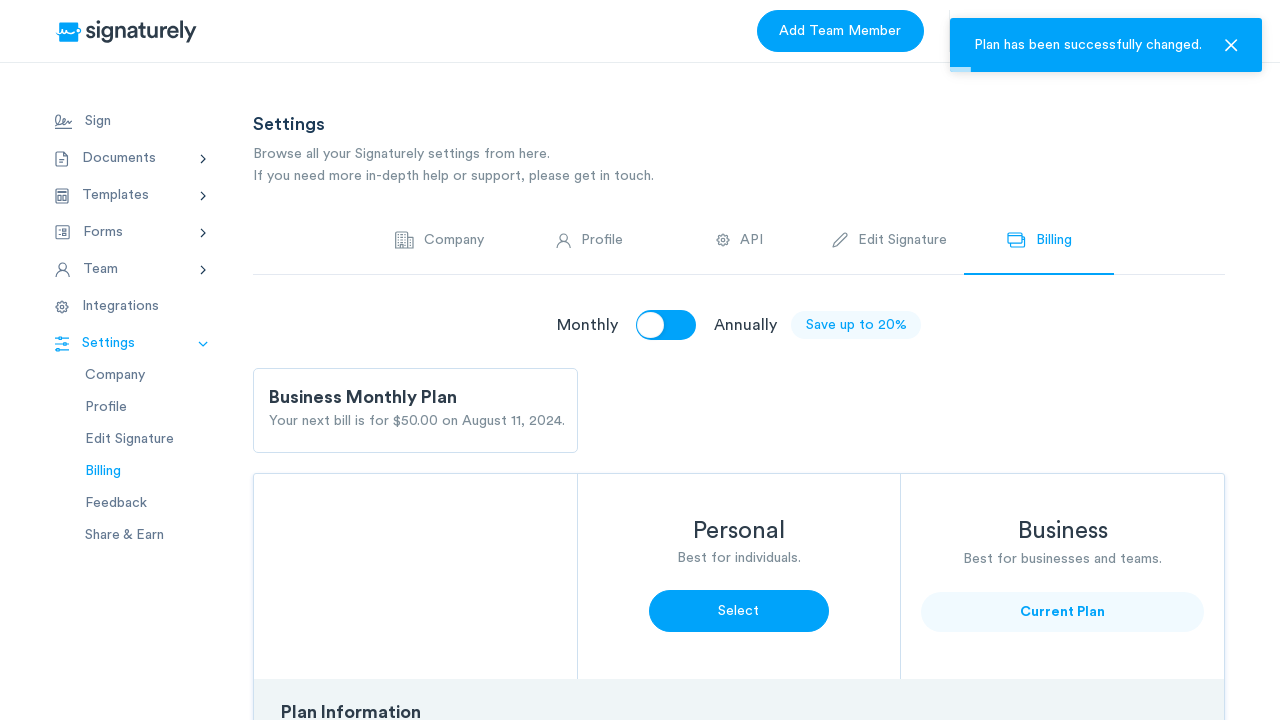 signaturely
Add Team Member
Plan has been successfully changed.
Sign
Documents
Templates
Forms
Team
Integrations
Settings
Company
Profile
Edit Signature
Billing
Feedback
Share & Earn
Settings
Browse all your Signaturely settings from here.
If you need more in-depth help or support, please get in touch.
Company
Profile
API
Edit Signature
Billing
Monthly
Annually
Save up to 20%
Business Monthly Plan
Your next bill is for $50.00 on August 11, 2024.
Personal
Best for individuals.
Select
Business
Best for businesses and teams.
Current Plan
Plan Information